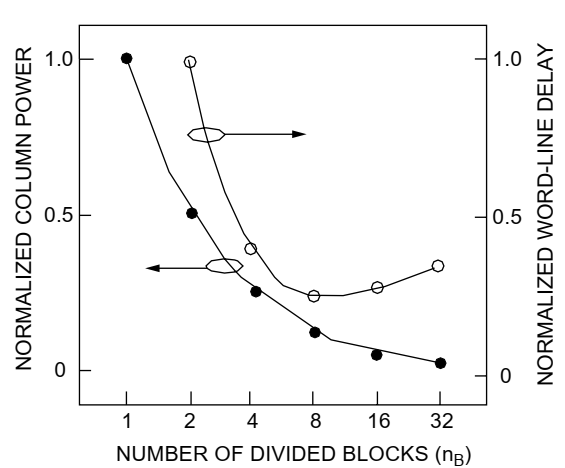 NORMALIZED COLUMN POWER
1.0
0.5
0
1.0
0.5
0
NORMALIZED WORD-LINE DELAY
1 2 4 8 16 32
NUMBER OF DIVIDED BLOCKS (nB)